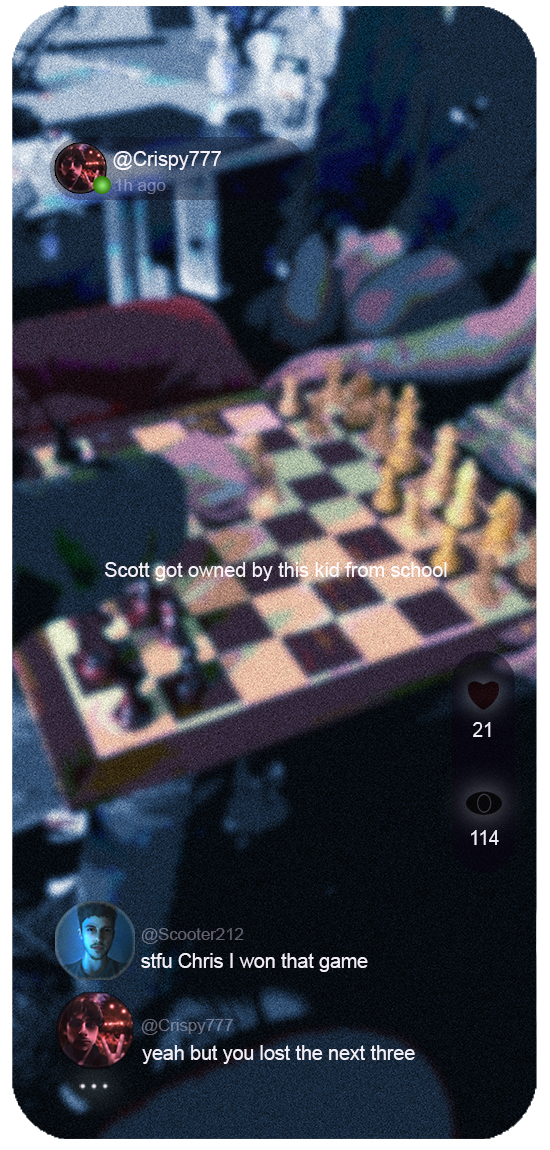 @Crispy777
1h ago
Scott got owned by this kid from school
21
114
@Scooter212
stfu Chris I won that game
@Crispy777
yeah but you lost the next three